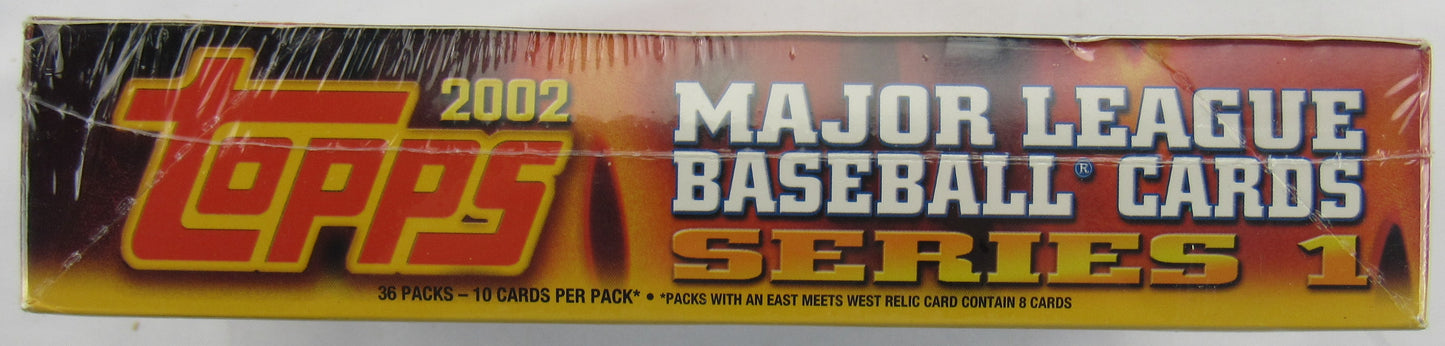 topps
2002
MAJOR LEAGUE
BASEBALL® CARDS
SERIES 1
36 PACKS – 10 CARDS PER PACK* • *PACKS WITH AN EAST MEETS WEST RELIC CARD CONTAIN 8 CARDS